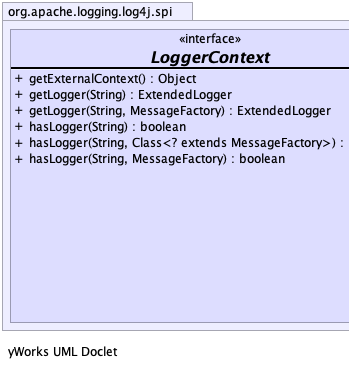 org.apache.logging.log4j.spi
«interface»
LoggerContext
+ getExternalContext() : Object
+ getLogger(String) : ExtendedLogger
+ getLogger(String, MessageFactory) : ExtendedLogger
+ hasLogger(String) : boolean
+ hasLogger(String, Class<? extends MessageFactory>) :
+ hasLogger(String, MessageFactory) : boolean
yWorks UML Doclet